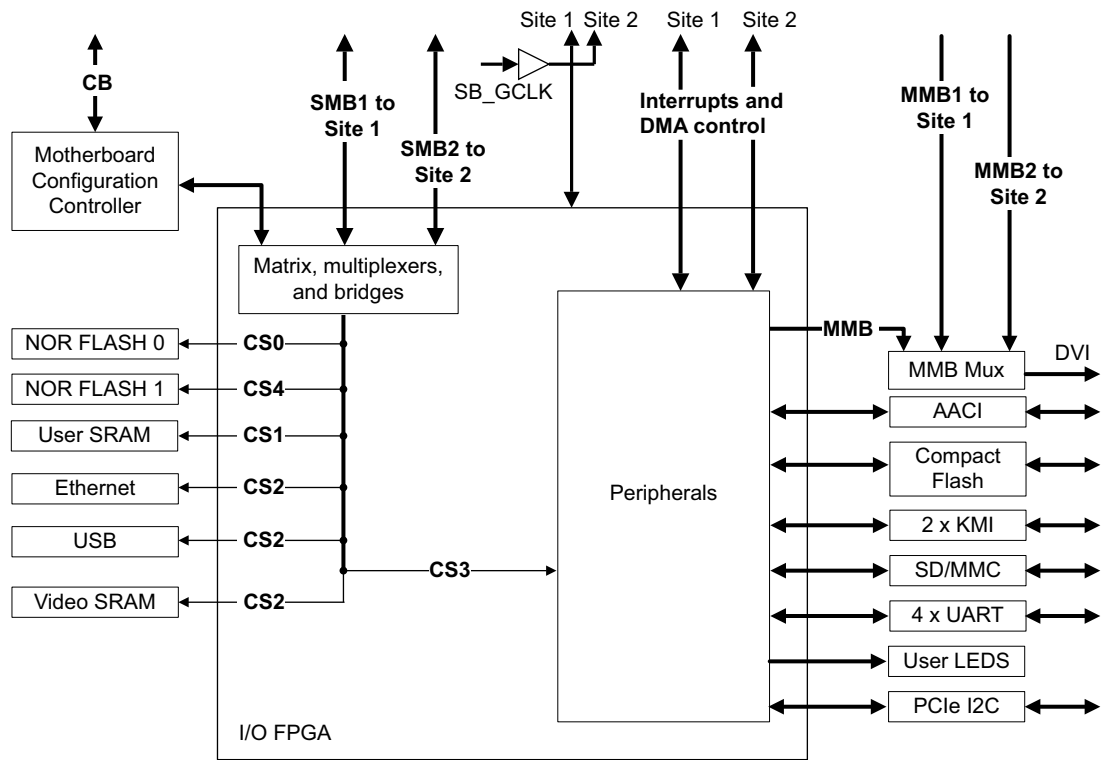 Site 1 Site 2
Site 1 Site 2
SB_GCLK
CB
SMB1 to
Site 1
SMB2 to
Site 2
Interrupts and
DMA control
MMB1 to
Site 1
MMB2 to
Site 2
Motherboard
Configuration
Controller
Matrix, multiplexers,
and bridges
NOR FLASH 0
CS0
NOR FLASH 1
CS4
User SRAM
CS1
Ethernet
CS2
USB
CS2
Video SRAM
CS2
CS3
Peripherals
MMB
MMB Mux
DVI
AACI
Compact
Flash
2 x KMI
SD/MMC
4 x UART
User LEDS
PCIe I2C
I/O FPGA